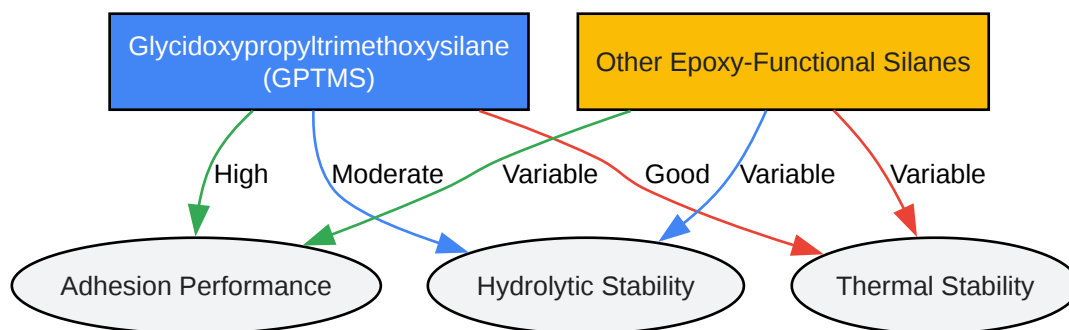 Glycidoxypropyltrimethoxysilane
(GPTMS)
Other Epoxy-Functional Silanes
High
Moderate
Variable
Good
Variable
Variable
Adhesion Performance
Hydrolytic Stability
Thermal Stability